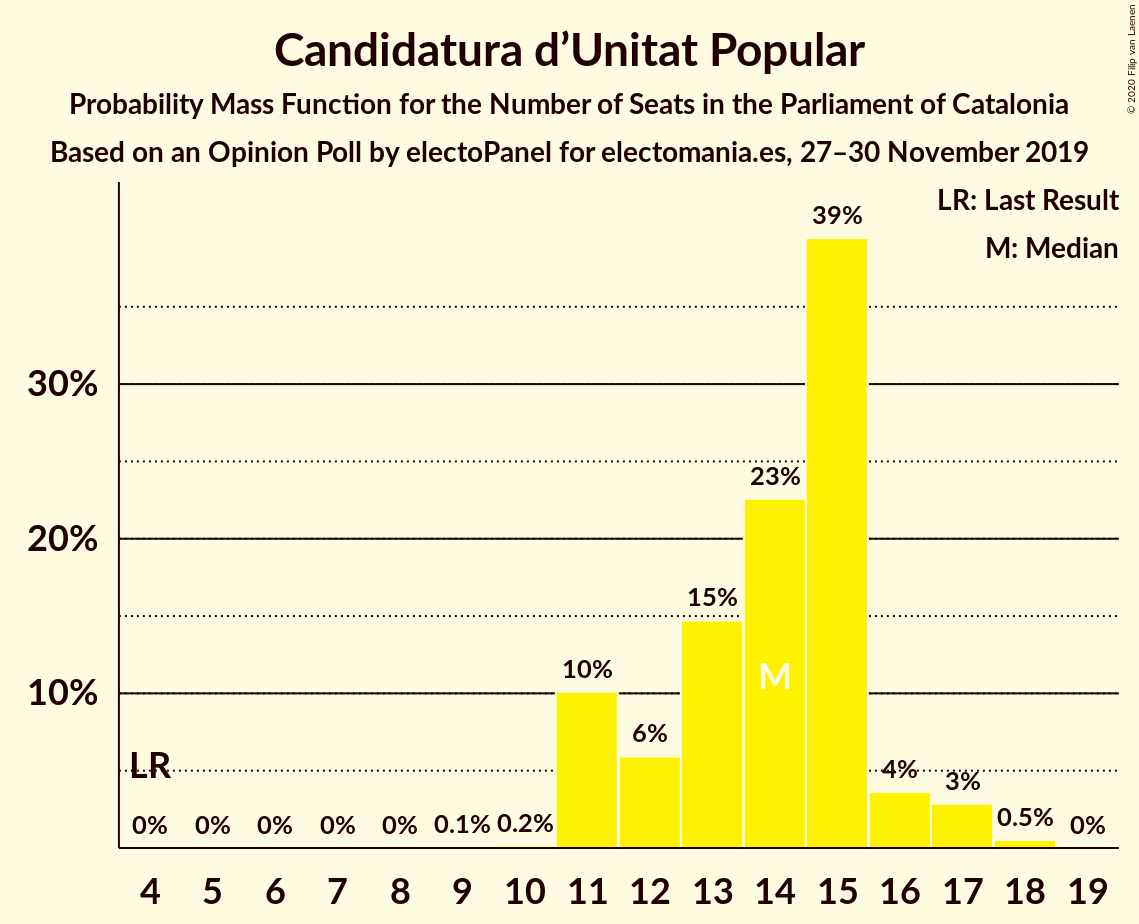 Candidatura d’Unitat Popular
Probability Mass Function for the Number of Seats in the Parliament of Catalonia
Based on an Opinion Poll by electoPanel for electomania.es, 27–30 November 2019
© 2020 Filip van Laenen
LR: Last Result
M: Median
39%
30%
23%
20%
15%
10%
10%
M
6%
LR
4%
3%
0% 0% 0% 0% 0% 0.1% 0.2% 0.5% 0%
4 5 6 7 8 9 10 11 12 13 14 15 16 17 18 19